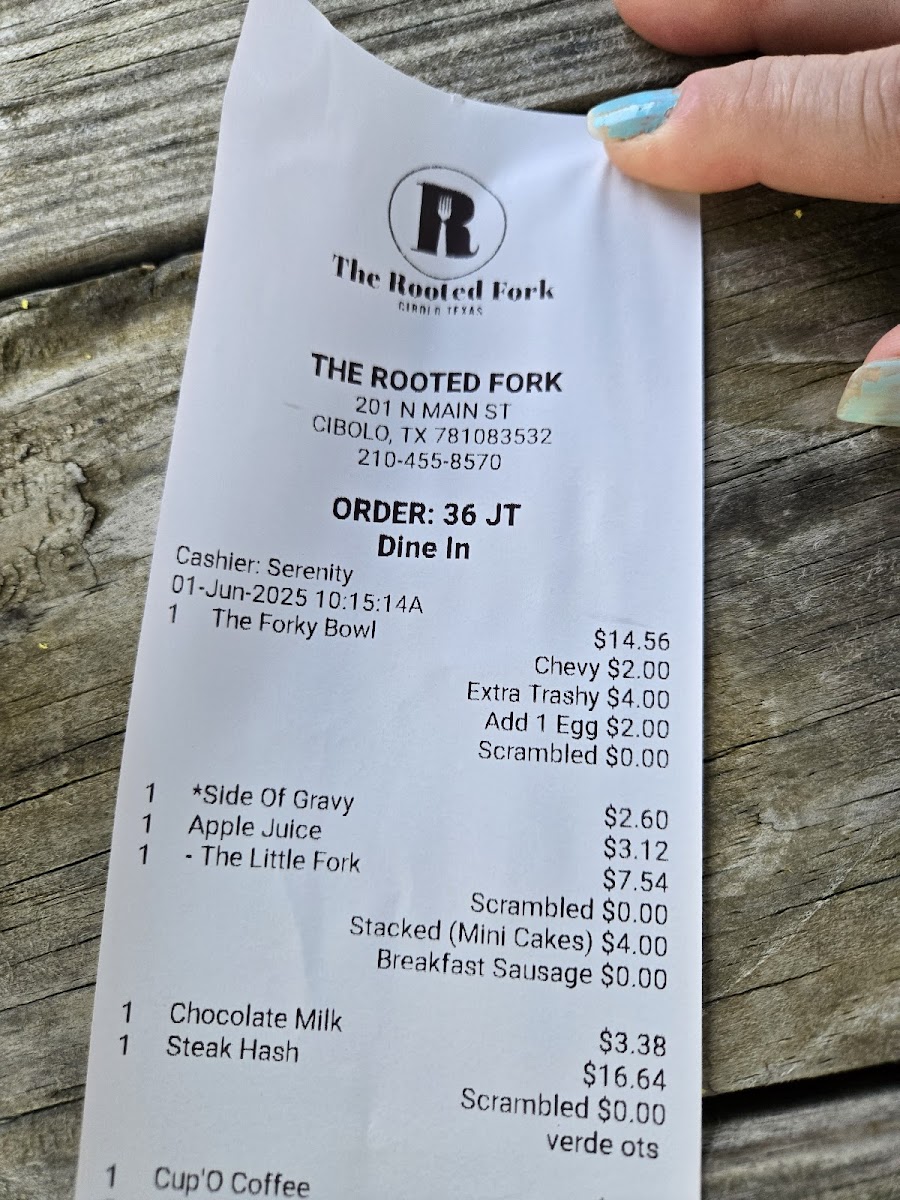 R
The Rooted Fork
CIBOLO TEXAS
THE ROOTED FORK
201 N MAIN ST
CIBOLO, TX 781083532
210-455-8570
ORDER: 36 JT
Dine In
Cashier: Serenity
01-Jun-2025 10:15:14A
1 The Forky Bowl $14.56
Chevy $2.00
Extra Trashy $4.00
Add 1 Egg $2.00
Scrambled $0.00
1 *Side Of Gravy $2.60
1 Apple Juice $3.12
1 - The Little Fork $7.54
Scrambled $0.00
Stacked (Mini Cakes) $4.00
Breakfast Sausage $0.00
1 Chocolate Milk $3.38
1 Steak Hash $16.64
Scrambled $0.00
verde ots
1 Cup'O Coffee